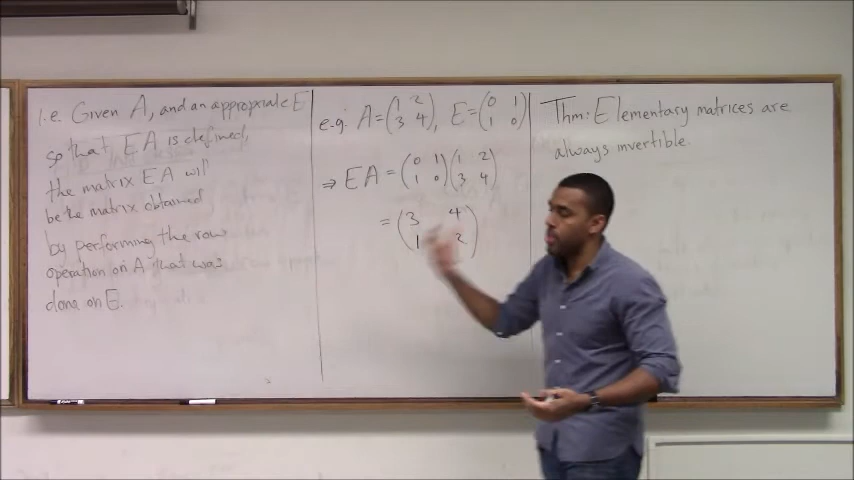 i.e. Given A, and an appropriate E
so that EA is defined,
the matrix EA will
be the matrix obtained
by performing the row
operation on A that was
done on E.
e.g. A = (1 2
3 4), E = (0 1
1 0)
⇒ EA = (0 1
1 0)(1 2
3 4)
= (3 4
1 2)
Thm: Elementary matrices are
always invertible